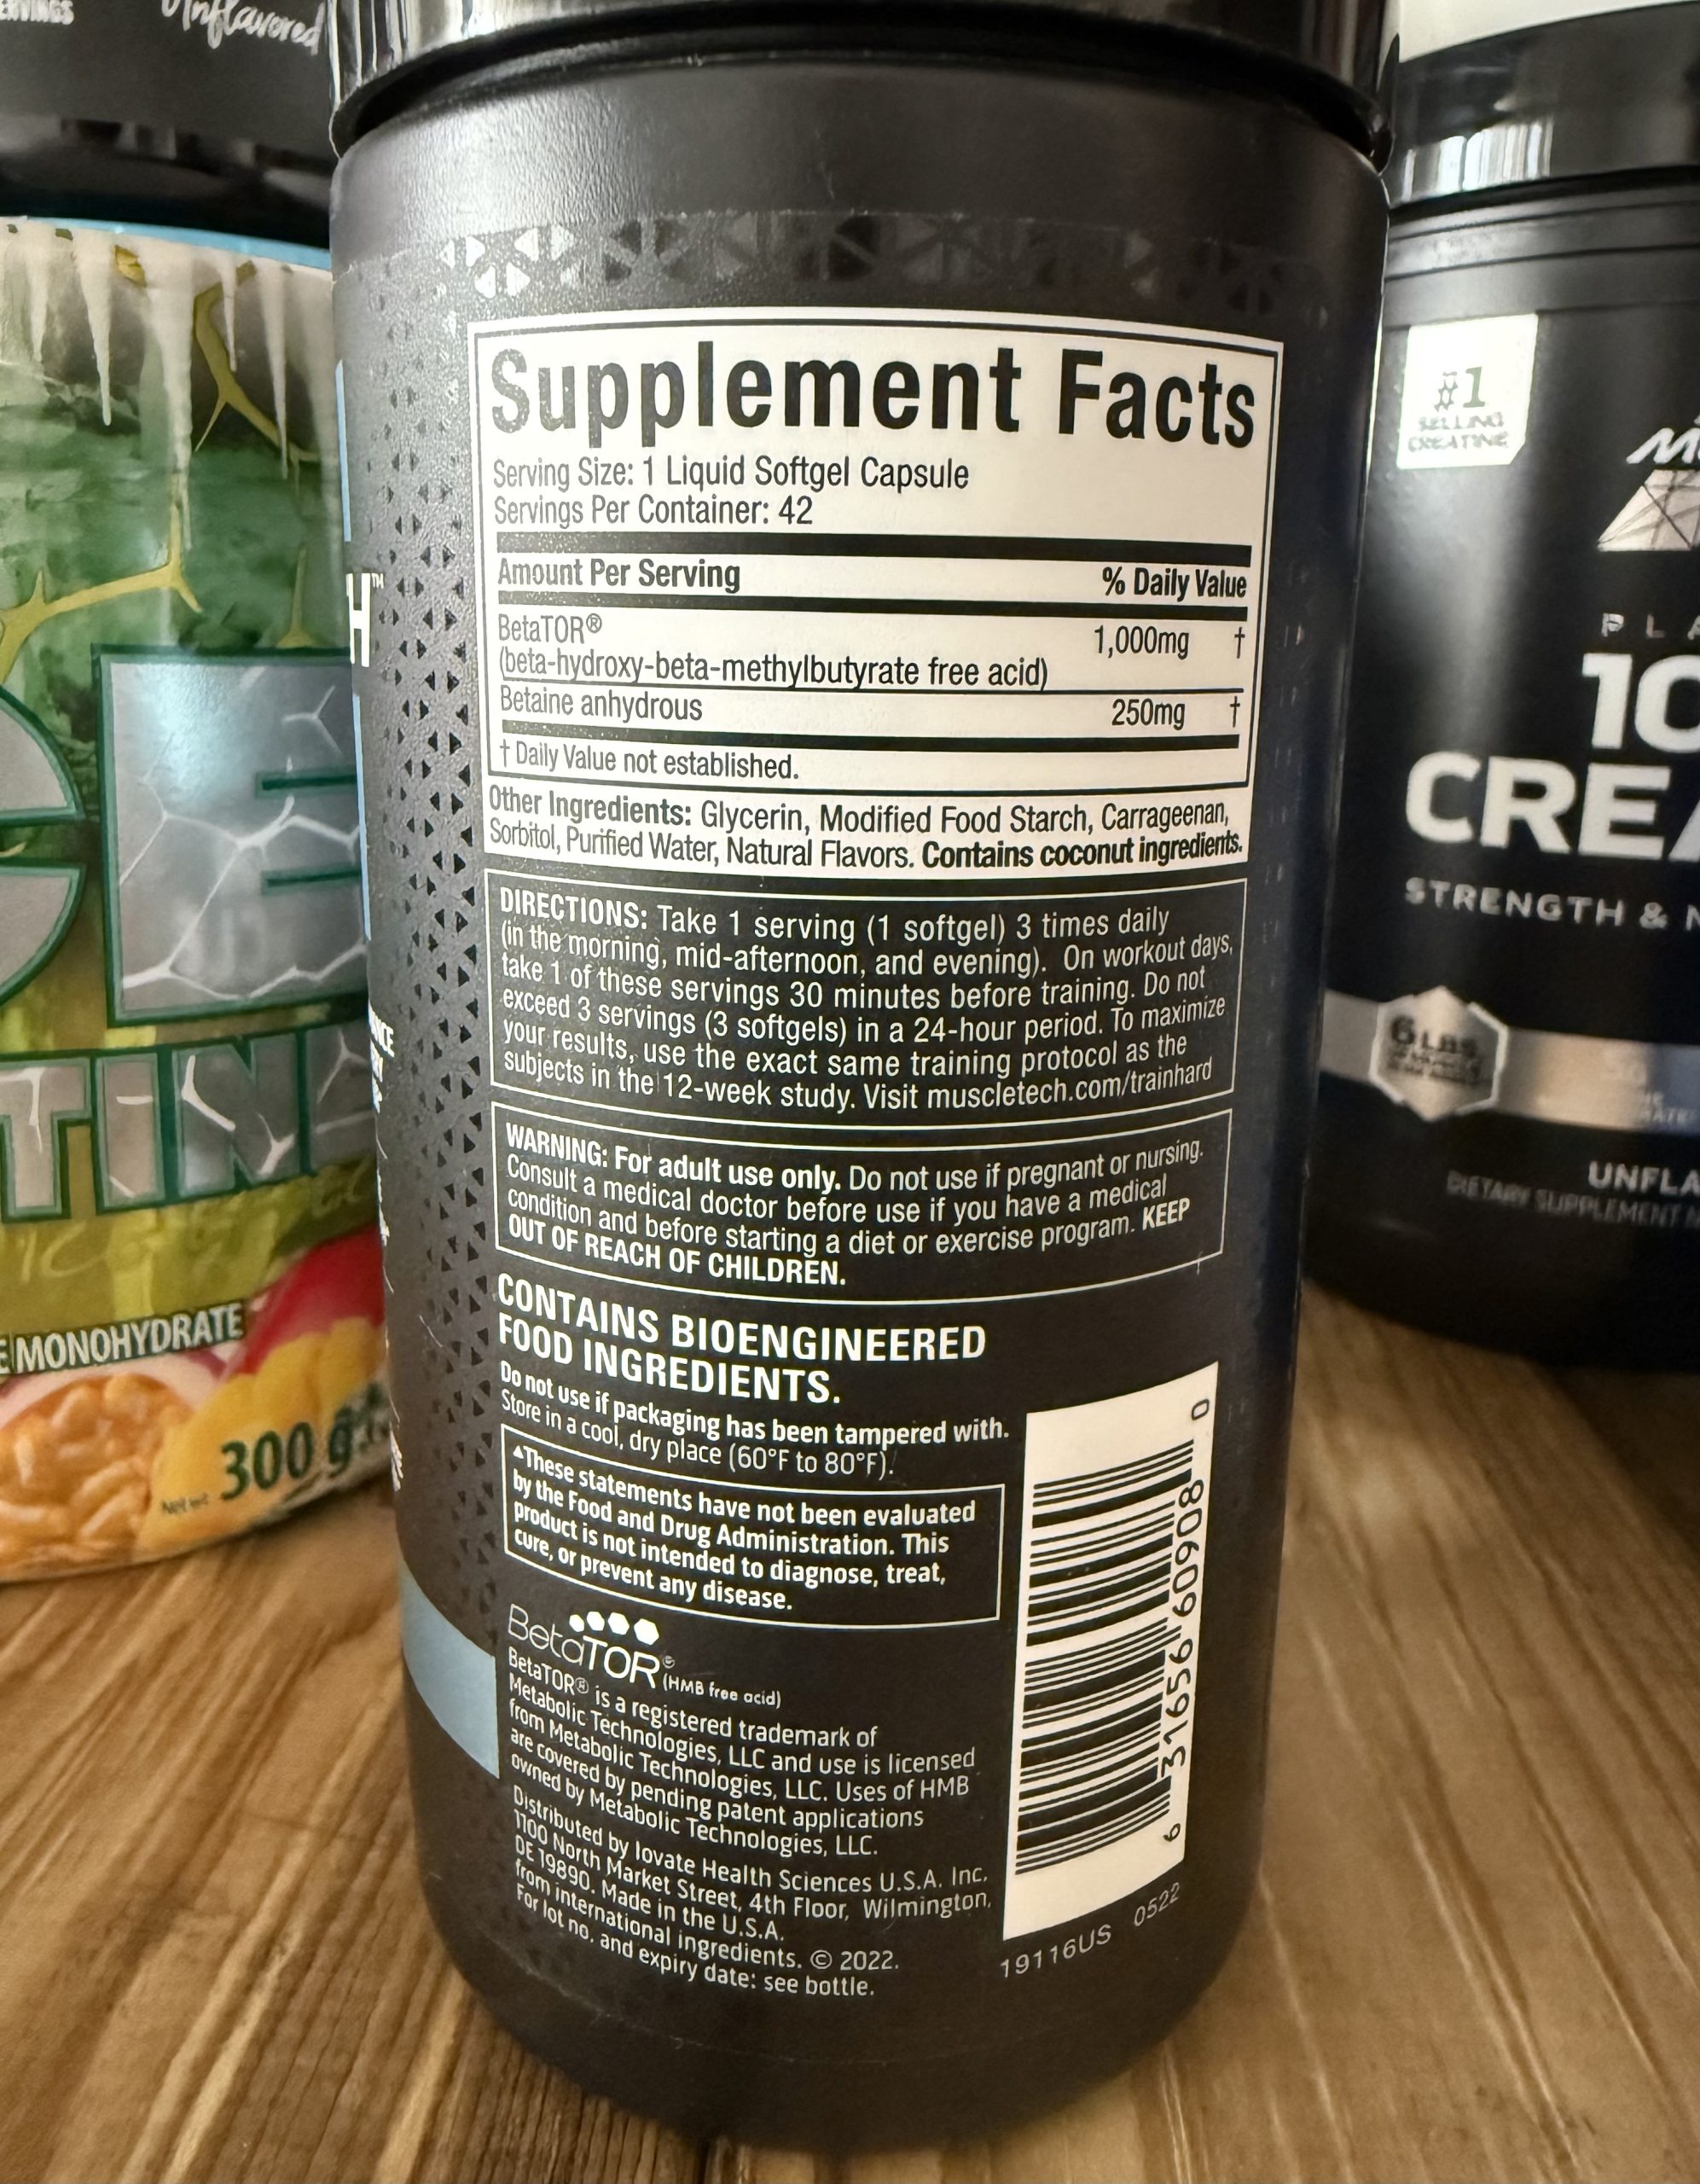 Unflavored
Supplement Facts
Serving Size: 1 Liquid Softgel Capsule
Servings Per Container: 42
Amount Per Serving % Daily Value
BetaTOR® 1,000mg †
(beta-hydroxy-beta-methylbutyrate free acid)
Betaine anhydrous 250mg †
† Daily Value not established.
Other Ingredients: Glycerin, Modified Food Starch, Carrageenan,
Sorbitol, Purified Water, Natural Flavors. Contains coconut ingredients.
DIRECTIONS: Take 1 serving (1 softgel) 3 times daily
(in the morning, mid-afternoon, and evening). On workout days,
take 1 of these servings 30 minutes before training. Do not
exceed 3 servings (3 softgels) in a 24-hour period. To maximize
your results, use the exact same training protocol as the
subjects in the 12-week study. Visit muscletech.com/trainhard
WARNING: For adult use only. Do not use if pregnant or nursing.
Consult a medical doctor before use if you have a medical
condition and before starting a diet or exercise program. KEEP
OUT OF REACH OF CHILDREN.
CONTAINS BIOENGINEERED
FOOD INGREDIENTS.
Do not use if packaging has been tampered with.
Store in a cool, dry place (60°F to 80°F).
▲These statements have not been evaluated
by the Food and Drug Administration. This
product is not intended to diagnose, treat,
cure, or prevent any disease.
BetaTOR® (HMB free acid)
BetaTOR® is a registered trademark of
Metabolic Technologies, LLC and use is licensed
from Metabolic Technologies, LLC. Uses of HMB
are covered by pending patent applications
owned by Metabolic Technologies, LLC.
Distributed by Iovate Health Sciences U.S.A. Inc.
1100 North Market Street, 4th Floor, Wilmington,
DE 19890. Made in the U.S.A.
from international ingredients. © 2022.
For lot no. and expiry date: see bottle.
6 31656 60908 0
19116US 0522
MONOHYDRATE
300 g
#1
SELLING
CREATINE
10
CREA
STRENGTH &
6 LBS.
UNFLA
DIETARY SUPPLEMENT